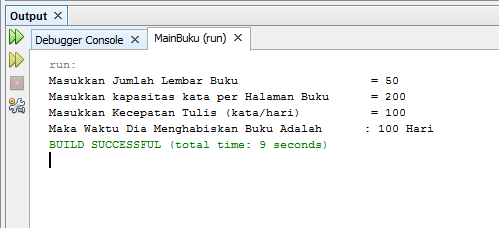 Output
Debugger Console MainBuku (run)
run:
Masukkan Jumlah Lembar Buku = 50
Masukkan kapasitas kata per Halaman Buku = 200
Masukkan Kecepatan Tulis (kata/hari) = 100
Maka Waktu Dia Menghabiskan Buku Adalah : 100 Hari
BUILD SUCCESSFUL (total time: 9 seconds)